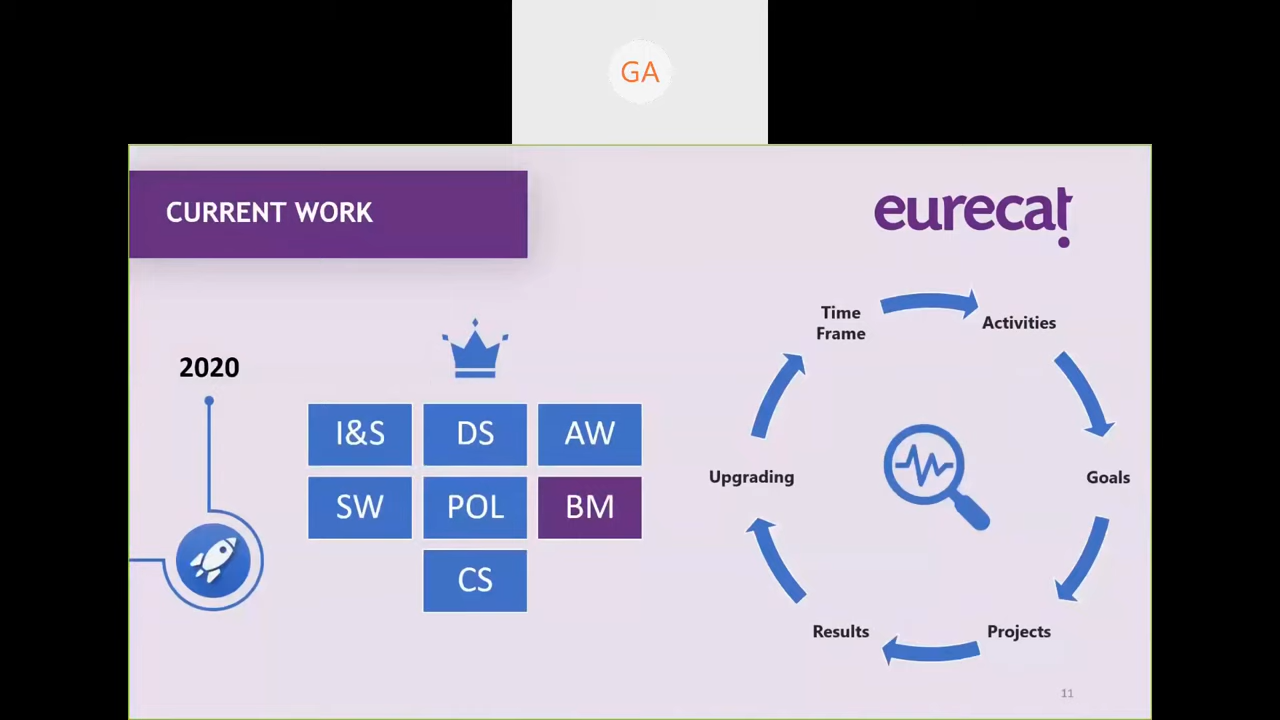 GA
CURRENT WORK
eurecat
2020
I&S DS AW
SW POL BM
CS
Time
Frame
Activities
Goals
Projects
Results
Upgrading
11